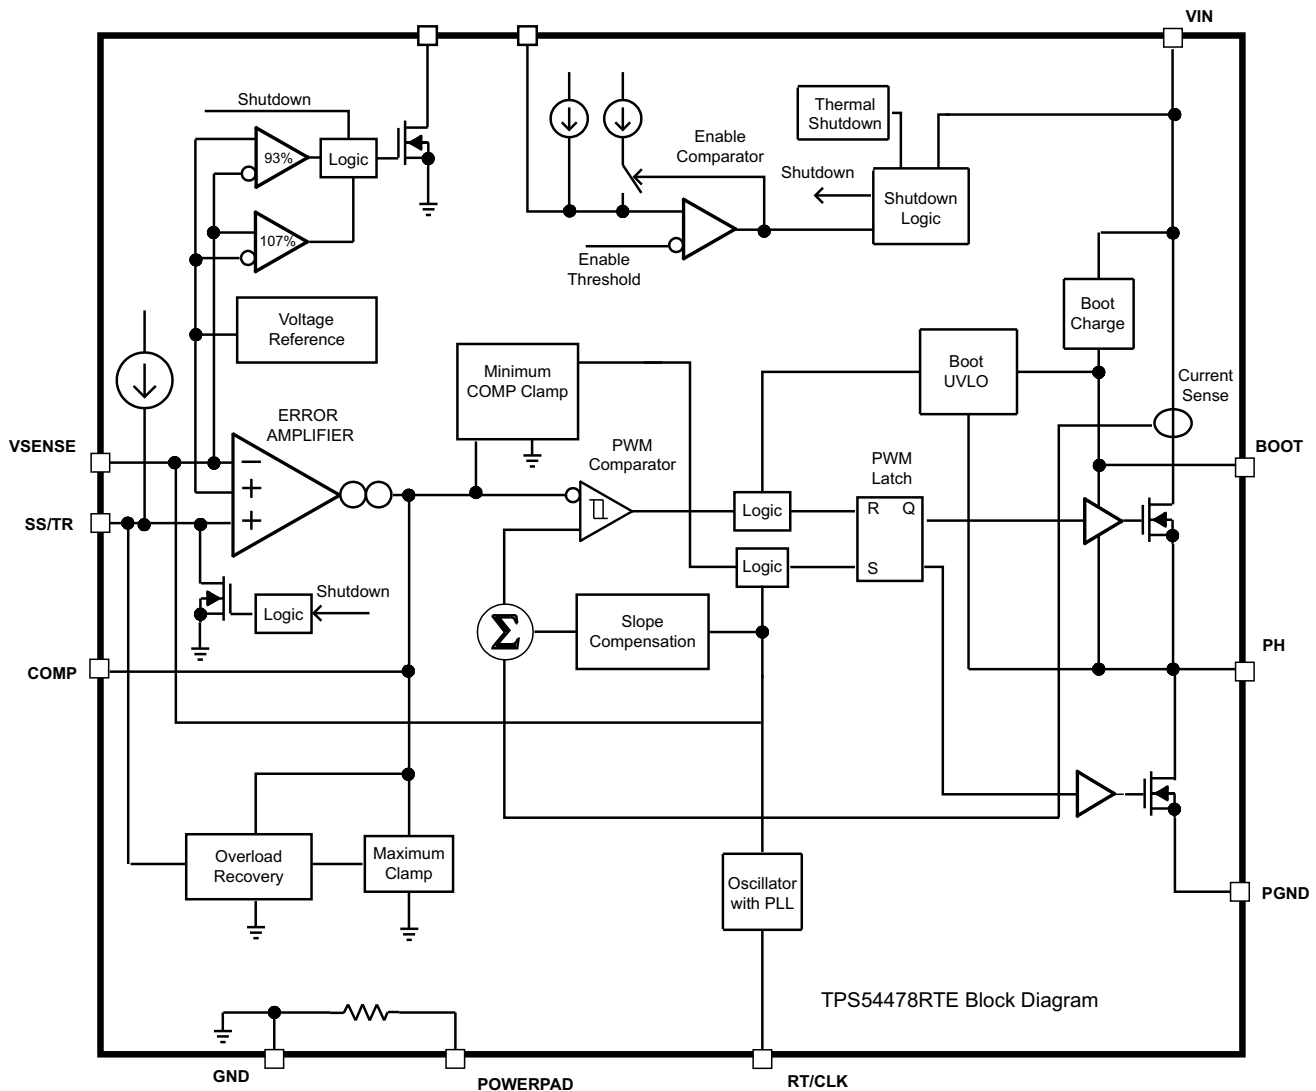 VIN
Shutdown
93%
Logic
107%
Enable
Comparator
Thermal
Shutdown
Shutdown
Shutdown
Logic
Enable
Threshold
Voltage
Reference
Boot
Charge
Minimum
COMP Clamp
Boot
UVLO
Current
Sense
ERROR
AMPLIFIER
VSENSE
−
+
+
SS/TR
PWM
Comparator
PWM
Latch
BOOT
Logic
R Q
S
Logic
Shutdown
Logic
Σ
Slope
Compensation
COMP
PH
Overload
Recovery
Maximum
Clamp
Oscillator
with PLL
PGND
TPS54478RTE Block Diagram
GND
POWERPAD
RT/CLK